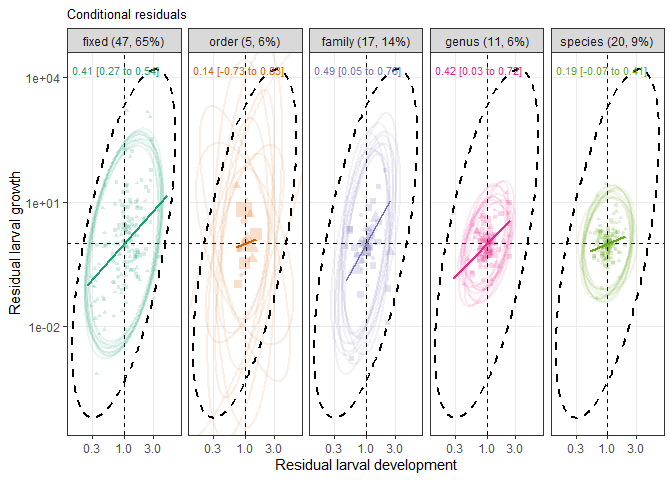 Conditional residuals
fixed (47, 65%) order (5, 6%) family (17, 14%) genus (11, 6%) species (20, 9%)
0.41 [0.27 to 0.54] 0.14 [-0.73 to 0.83] 0.49 [0.05 to 0.78] 0.42 [0.03 to 0.72] 0.19 [-0.07 to 0.41]
1e+04
1e+01
1e-02
Residual larval growth
0.3 1.0 3.0 0.3 1.0 3.0 0.3 1.0 3.0 0.3 1.0 3.0 0.3 1.0 3.0
Residual larval development